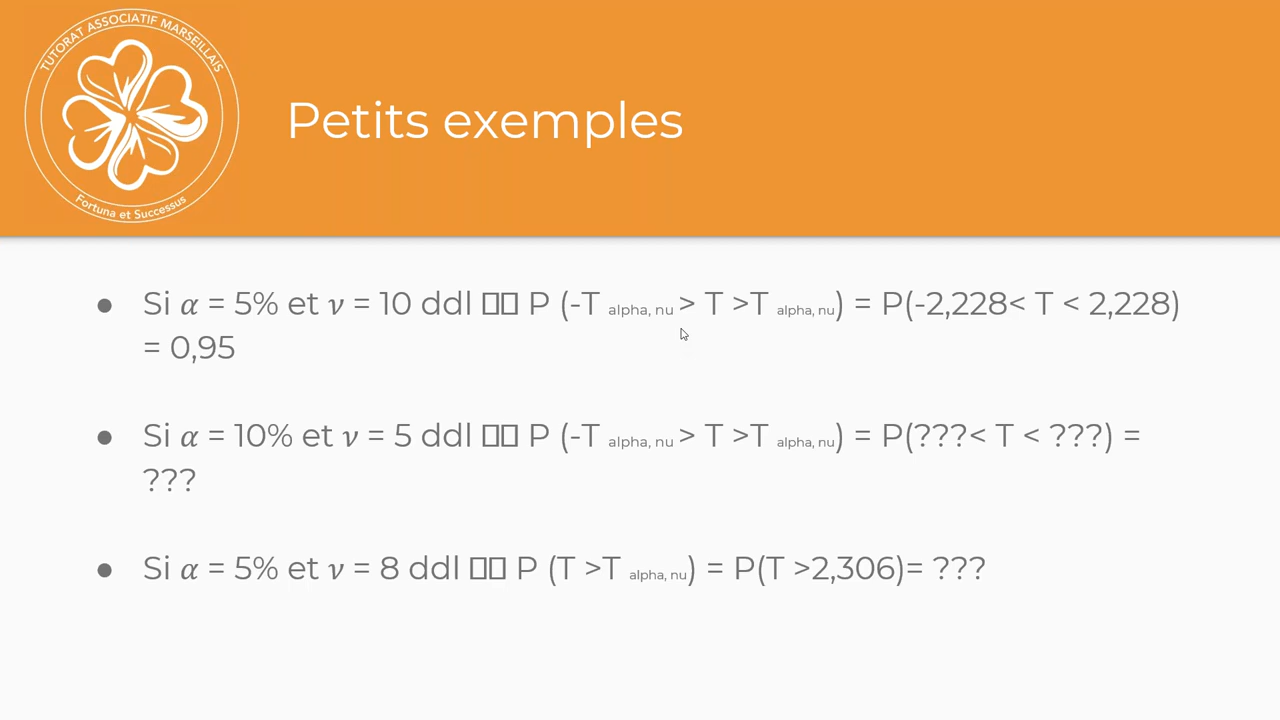 TUTORAT ASSOCIATIF MARSEILLAIS
Fortuna et Successus
Petits exemples
● Si 𝛼 = 5% et 𝜈 = 10 ddl □□ P (-T alpha, nu > T >T alpha, nu) = P(-2,228< T < 2,228)
= 0,95
● Si 𝛼 = 10% et 𝜈 = 5 ddl □□ P (-T alpha, nu > T >T alpha, nu) = P(???< T < ???) =
???
● Si 𝛼 = 5% et 𝜈 = 8 ddl □□ P (T >T alpha, nu) = P(T >2,306)= ???